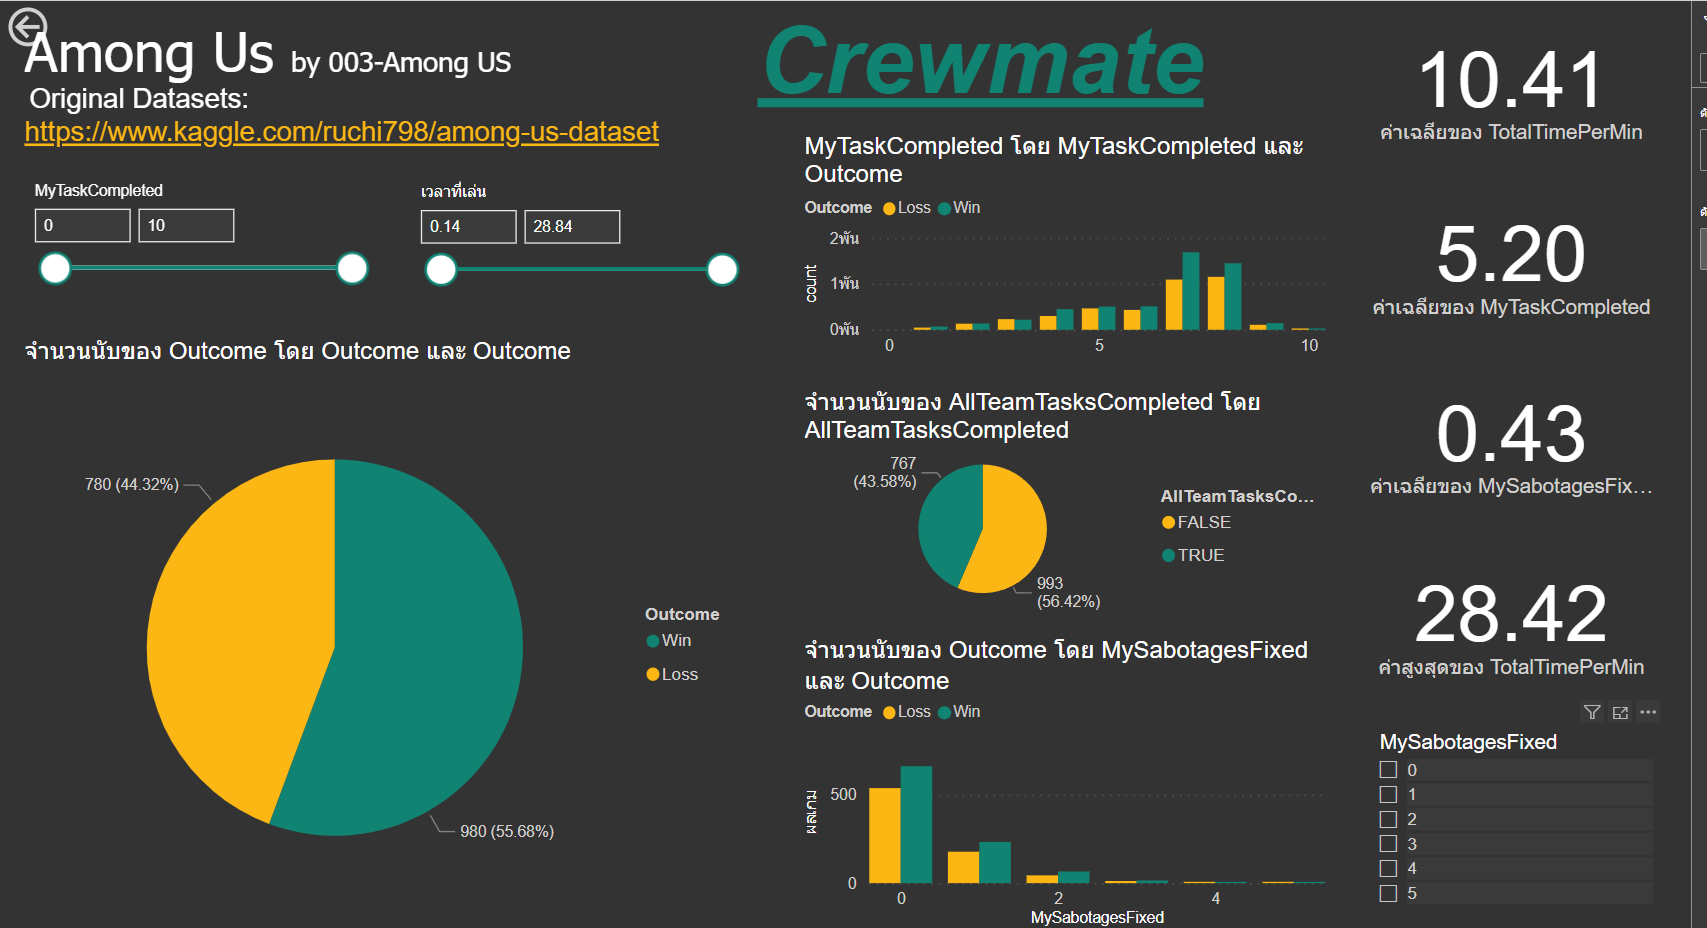 Among Us by 003-Among US
Original Datasets:
https://www.kaggle.com/ruchi798/among-us-dataset
MyTaskCompleted
0 10
เวลาที่เล่น
0.14 28.84
จำนวนนับของ Outcome โดย Outcome และ Outcome
780 (44.32%)
980 (55.68%)
Outcome
Win
Loss
Crewmate
MyTaskCompleted โดย MyTaskCompleted และ
Outcome
Outcome Loss Win
2พัน
1พัน
0พัน
count
0 5 10
จำนวนนับของ AllTeamTasksCompleted โดย
AllTeamTasksCompleted
767
(43.58%)
993
(56.42%)
AllTeamTasksCo...
FALSE
TRUE
จำนวนนับของ Outcome โดย MySabotagesFixed
และ Outcome
Outcome Loss Win
500
0
ผลเกม
0 2 4
MySabotagesFixed
10.41
ค่าเฉลี่ยของ TotalTimePerMin
5.20
ค่าเฉลี่ยของ MyTaskCompleted
0.43
ค่าเฉลี่ยของ MySabotagesFix...
28.42
ค่าสูงสุดของ TotalTimePerMin
MySabotagesFixed
0
1
2
3
4
5